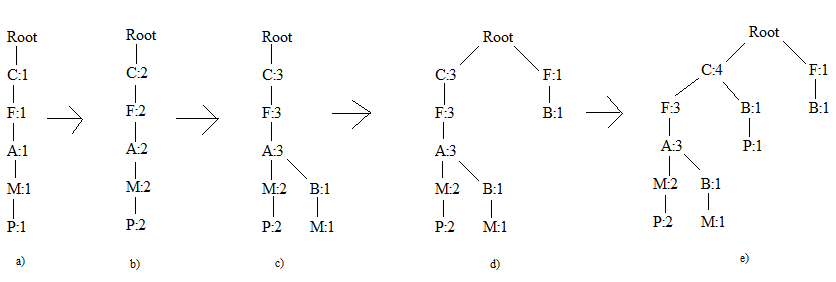 Root
C:1
F:1
A:1
M:1
P:1
a)
Root
C:2
F:2
A:2
M:2
P:2
b)
Root
C:3
F:3
A:3
M:2 B:1
P:2 M:1
c)
Root
C:3 F:1
F:3 B:1
A:3
M:2 B:1
P:2 M:1
d)
Root
C:4 F:1
F:3 B:1 B:1
A:3 P:1
M:2 B:1
P:2 M:1
e)